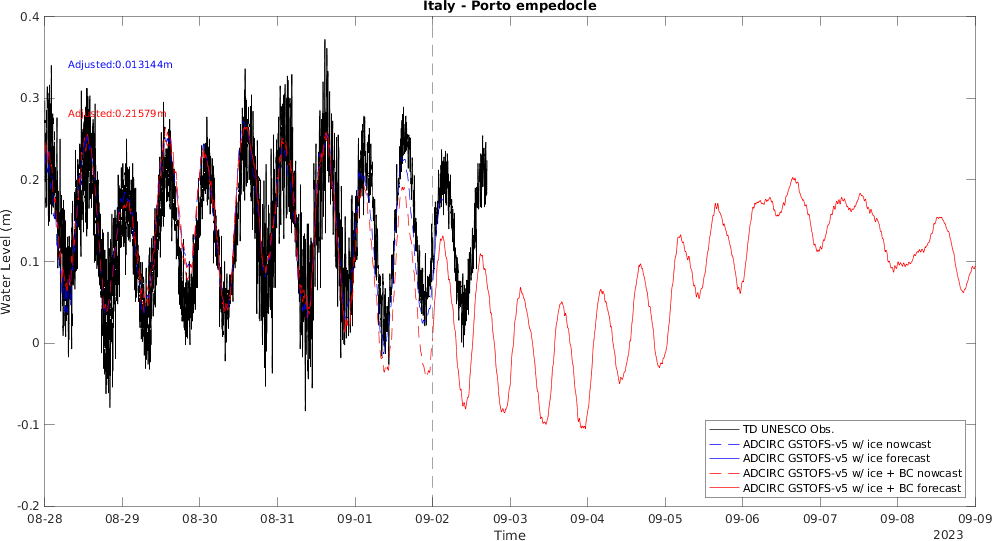 Italy - Porto empedocle
0.4
0.3
0.2
0.1
0
-0.1
-0.2
Water Level (m)
Adjusted:0.013144m
Adjusted:0.21579m
TD UNESCO Obs.
ADCIRC GSTOFS-v5 w/ ice nowcast
ADCIRC GSTOFS-v5 w/ ice forecast
ADCIRC GSTOFS-v5 w/ ice + BC nowcast
ADCIRC GSTOFS-v5 w/ ice + BC forecast
08-28 08-29 08-30 08-31 09-01 09-02 09-03 09-04 09-05 09-06 09-07 09-08 09-09
Time
2023